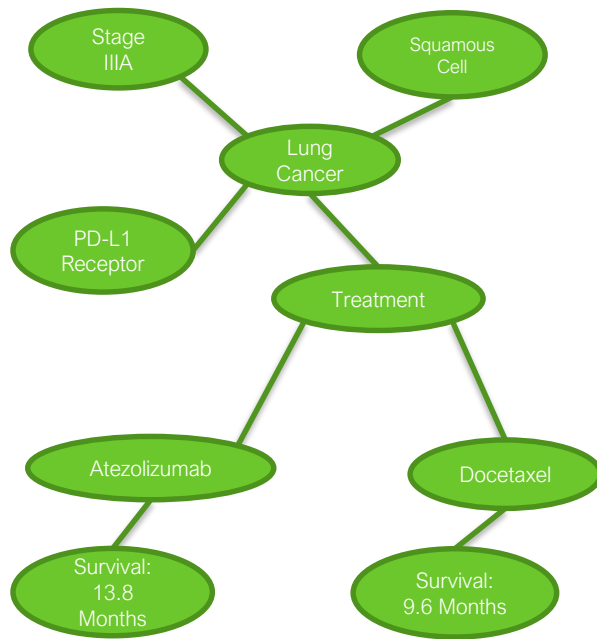 Stage
IIIA
Squamous
Cell
Lung
Cancer
PD-L1
Receptor
Treatment
Atezolizumab
Docetaxel
Survival:
13.8
Months
Survival:
9.6 Months